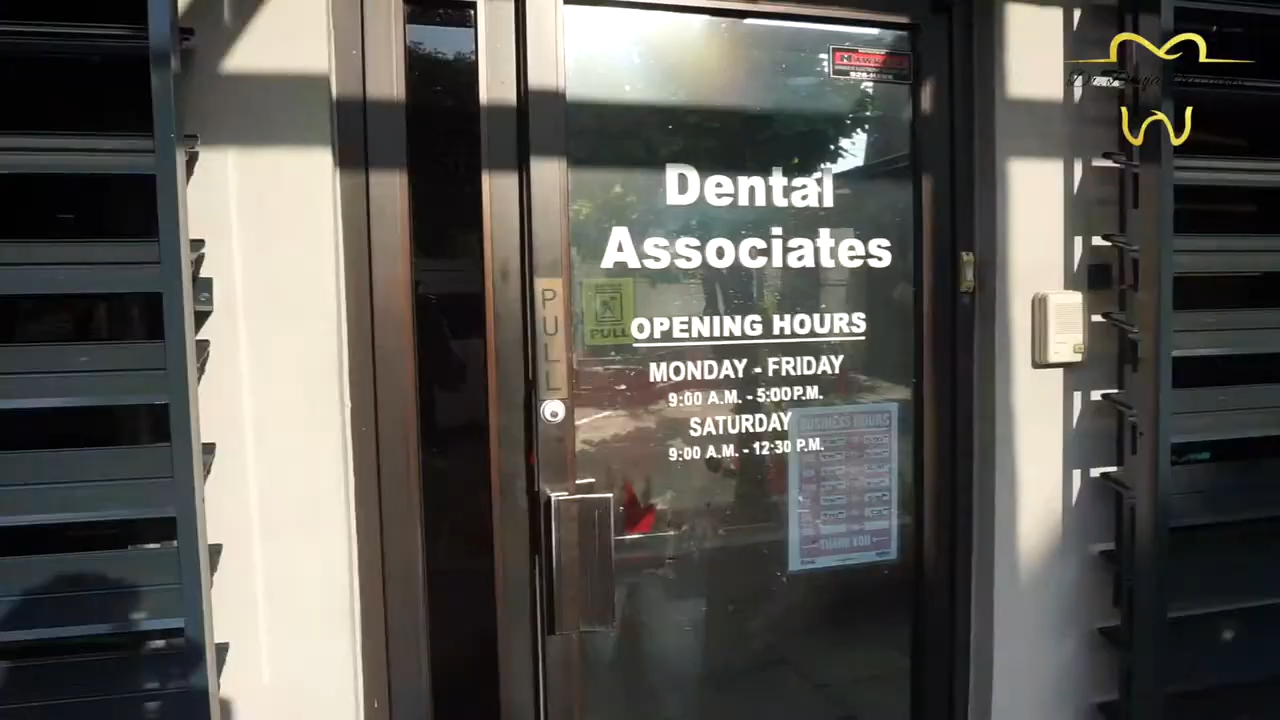 Dental
Associates
PULL
PULL
OPENING HOURS
MONDAY - FRIDAY
9:00 A.M. - 5:00 P.M.
SATURDAY
9:00 A.M. - 12:30 P.M.
BUSINESS HOURS
THANK YOU